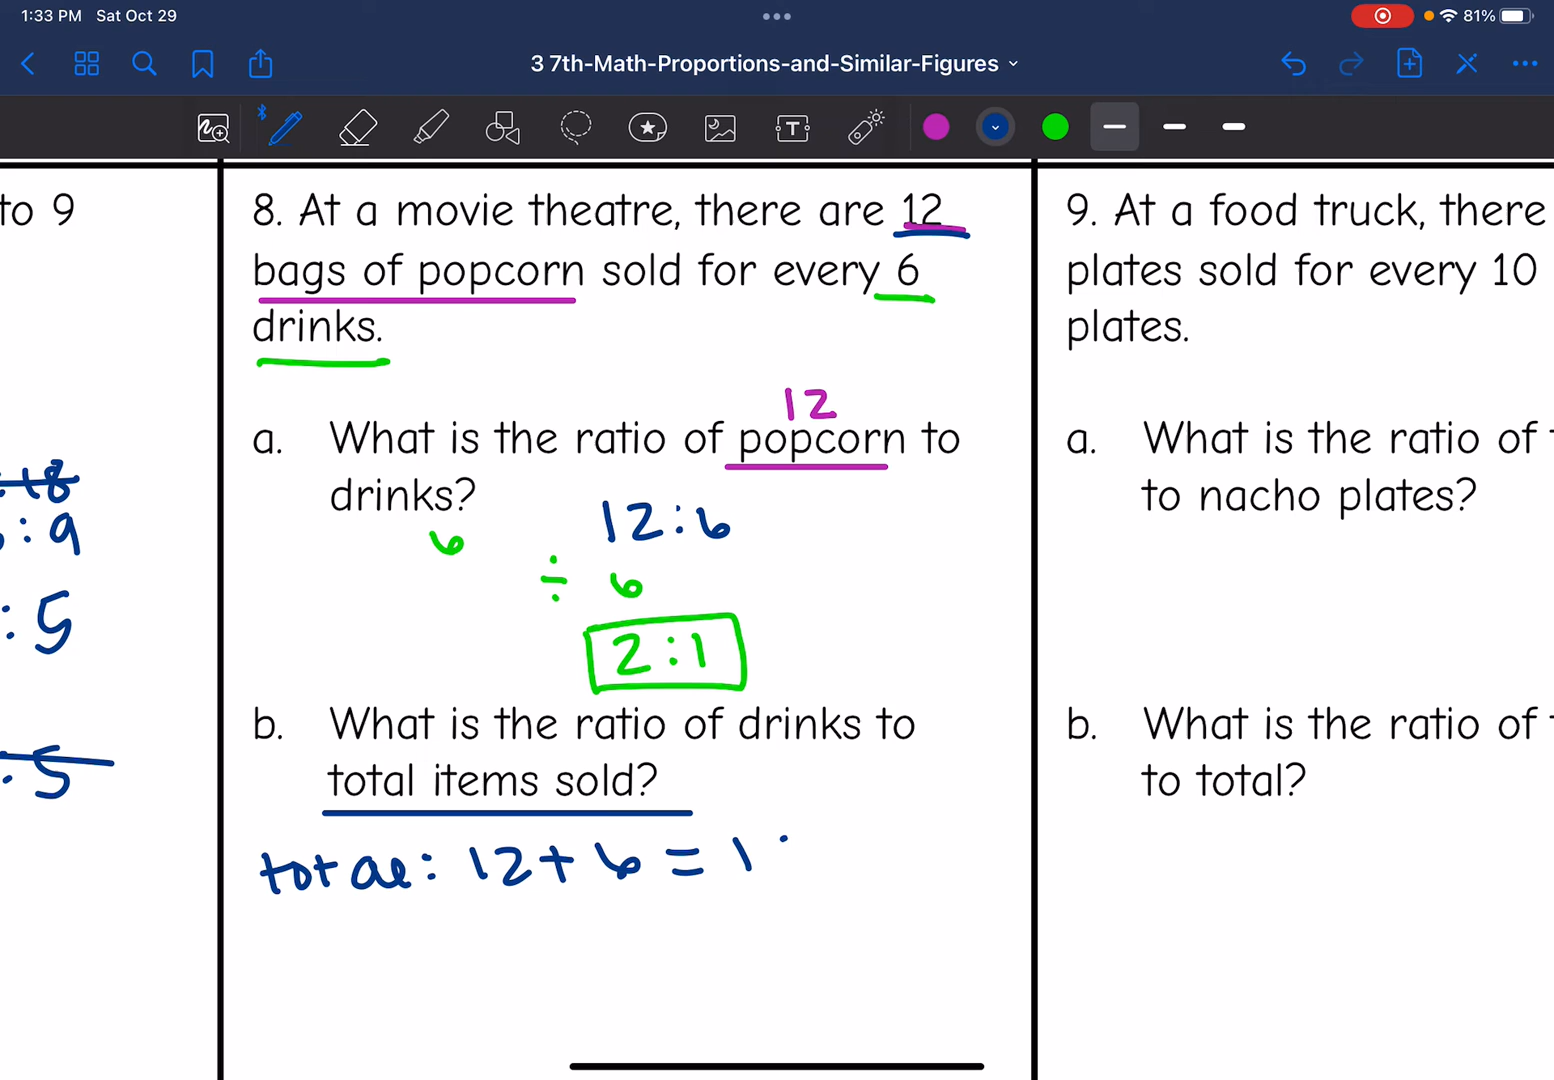 1:33 PM Sat Oct 29
81%
3 7th-Math-Proportions-and-Similar-Figures
to 9
: 9
: 5
5
8. At a movie theatre, there are 12
bags of popcorn sold for every 6
drinks.
12
a. What is the ratio of popcorn to
drinks?
12:6
6
÷ 6
2:1
b. What is the ratio of drinks to
total items sold?
total: 12 + 6 = 1
9. At a food truck, there
plates sold for every 10
plates.
a. What is the ratio of
to nacho plates?
b. What is the ratio of
to total?